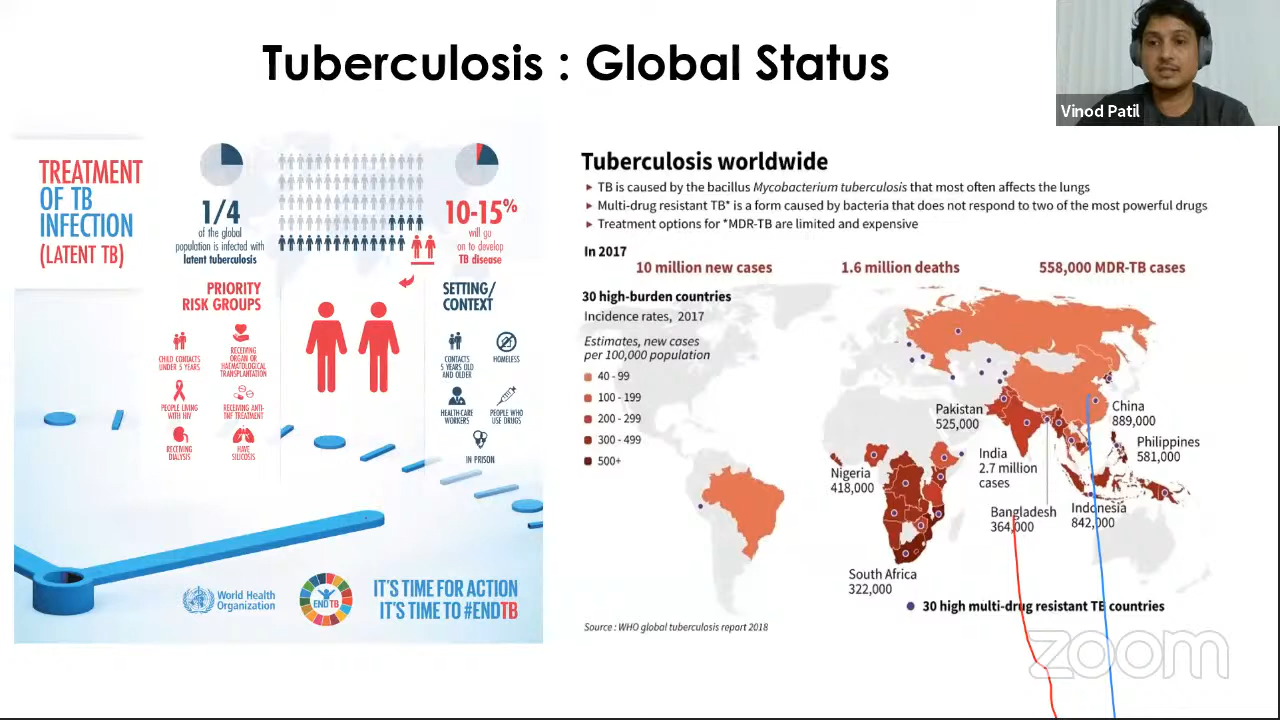 Tuberculosis : Global Status
Vinod Patil
TREATMENT
OF TB
INFECTION
(LATENT TB)
1/4
of the global
population is infected with
latent tuberculosis
10-15%
will go
on to develop
TB disease
PRIORITY
RISK GROUPS
CHILD CONTACTS
UNDER 5 YEARS
RECEIVING
ORGAN OR
HAEMATOLOGICAL
TRANSPLANTATION
PEOPLE LIVING
WITH HIV
RECEIVING ANTI-
TNF TREATMENT
RECEIVING
DIALYSIS
HAVE
SILICOSIS
SETTING/
CONTEXT
CONTACTS
5 YEARS OLD
AND OLDER
HOMELESS
HEALTH-CARE
WORKERS
PEOPLE WHO
USE DRUGS
IN PRISON
World Health
Organization
END TB
IT'S TIME FOR ACTION
IT'S TIME TO #ENDTB
Tuberculosis worldwide
TB is caused by the bacillus Mycobacterium tuberculosis that most often affects the lungs
Multi-drug resistant TB* is a form caused by bacteria that does not respond to two of the most powerful drugs
Treatment options for *MDR-TB are limited and expensive
In 2017
10 million new cases 1.6 million deaths 558,000 MDR-TB cases
30 high-burden countries
Incidence rates, 2017
Estimates, new cases
per 100,000 population
40 - 99
100 - 199
200 - 299
300 - 499
500+
Pakistan
525,000
China
889,000
Philippines
581,000
India
2.7 million
cases
Nigeria
418,000
Bangladesh
364,000
Indonesia
842,000
South Africa
322,000
30 high multi-drug resistant TB countries
Source : WHO global tuberculosis report 2018
zoom